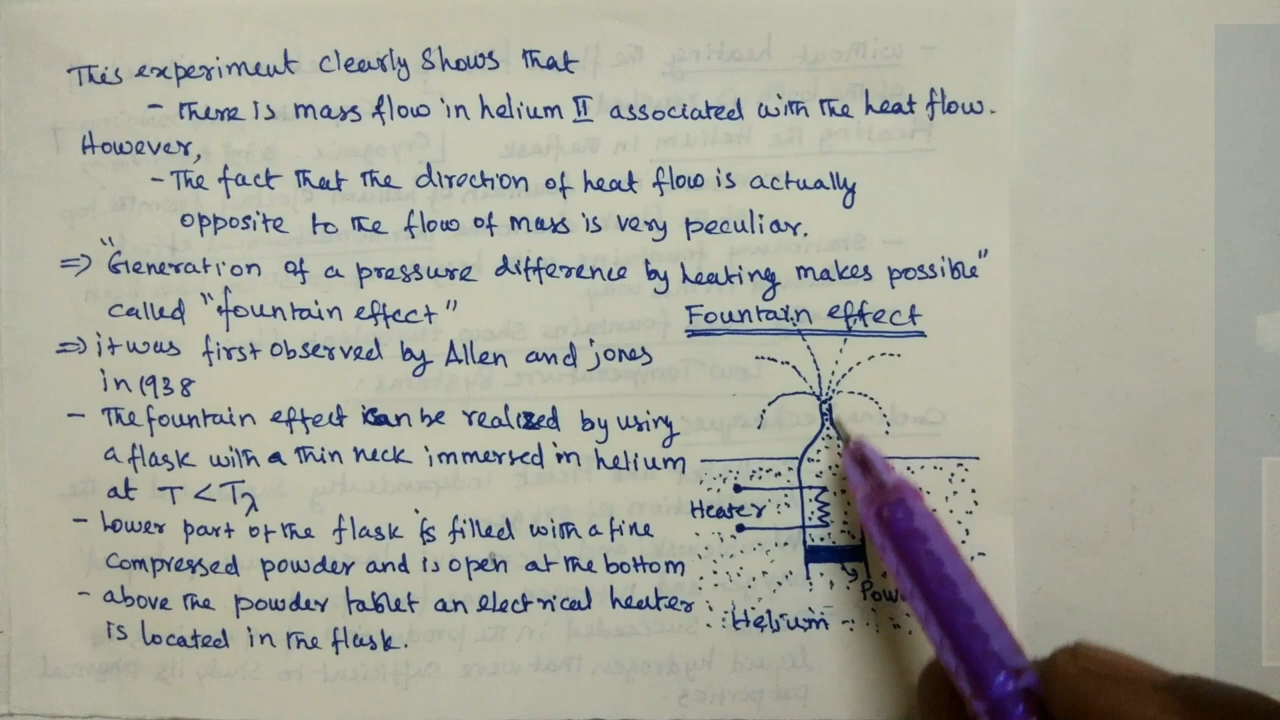 This experiment clearly shows that
- There is mass flow in helium II associated with the heat flow.
However,
- The fact that the direction of heat flow is actually
opposite to the flow of mass is very peculiar.
⇒ "Generation of a pressure difference by heating makes possible"
called "fountain effect"
Fountain effect
⇒ it was first observed by Allen and jones
in 1938
- The fountain effect can be realized by using
a flask with a thin neck immersed in helium
at T < Tλ
- Lower part of the flask is filled with a fine
compressed powder and is open at the bottom
- above the powder tablet an electrical heater
is located in the flask.
Heater
Helium